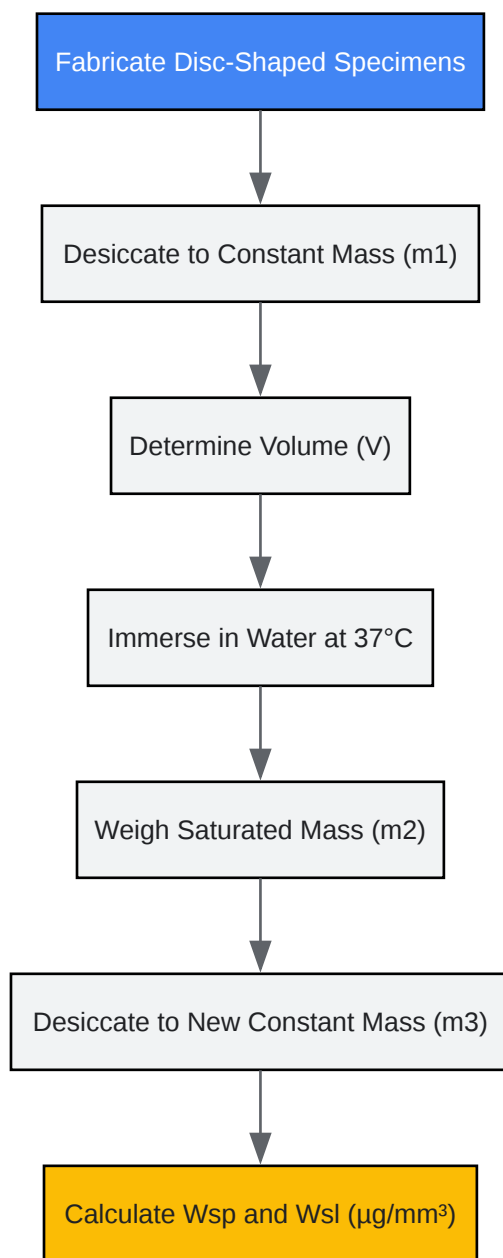 Fabricate Disc-Shaped Specimens
Desiccate to Constant Mass (m1)
Determine Volume (V)
Immerse in Water at 37°C
Weigh Saturated Mass (m2)
Desiccate to New Constant Mass (m3)
Calculate Wsp and Wsl (µg/mm³)